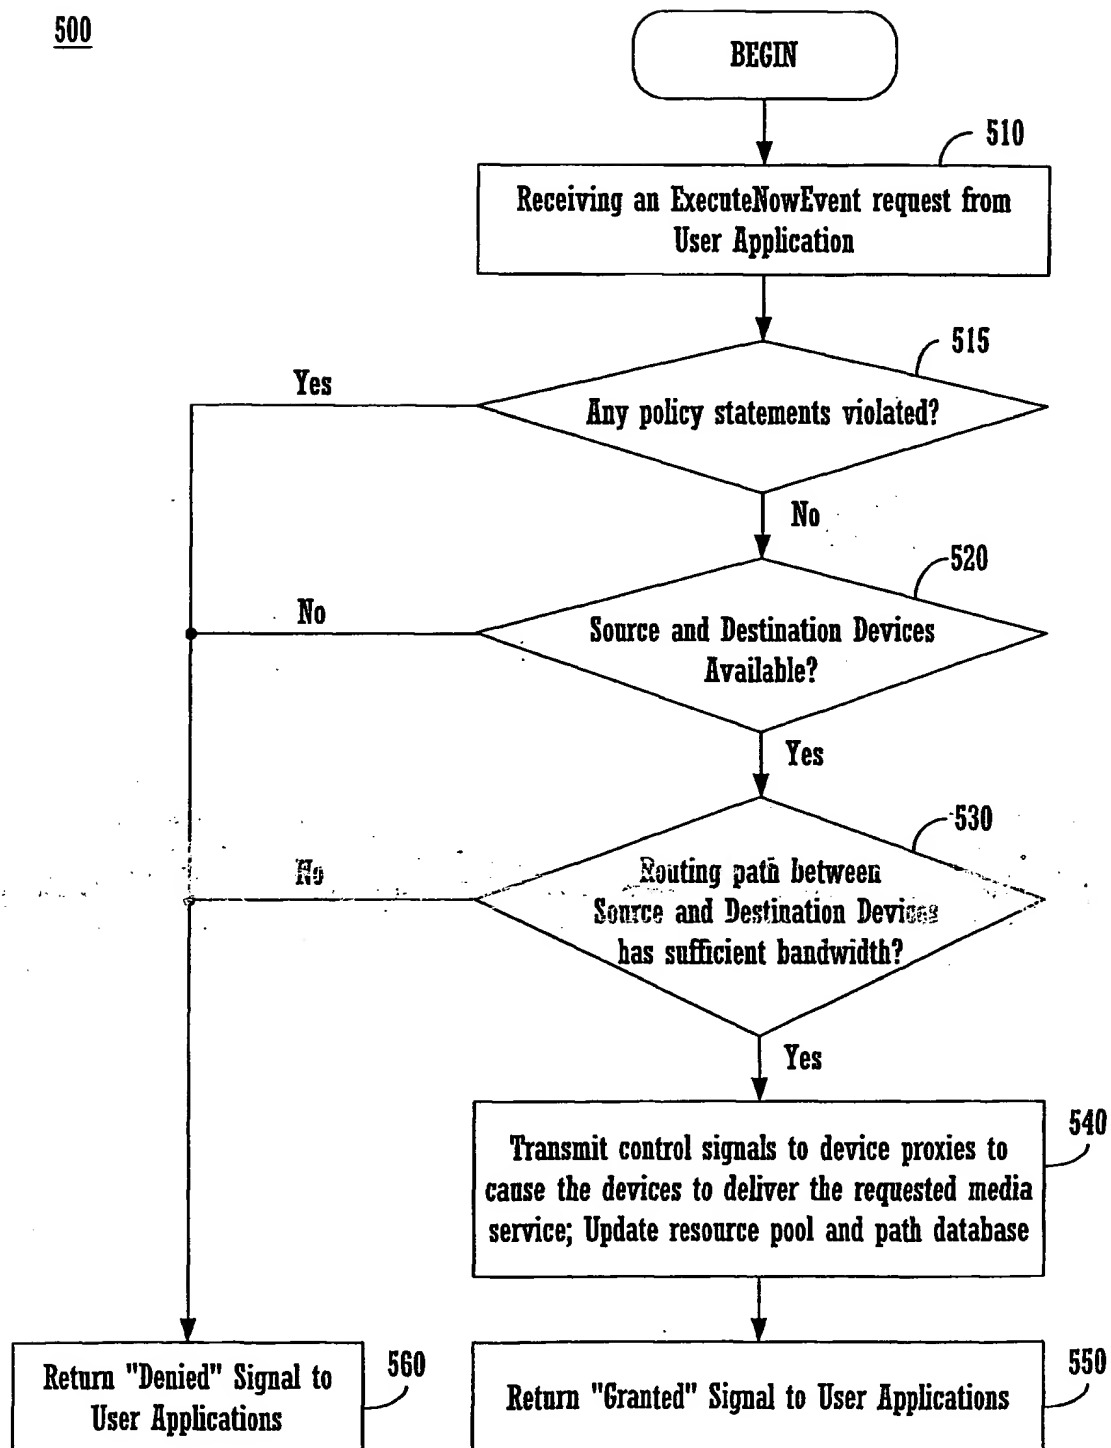 500
BEGIN
510
Receiving an ExecuteNowEvent request from
User Application
515
Yes
Any policy statements violated?
No
520
No
Source and Destination Devices
Available?
Yes
530
No
Routing path between
Source and Destination Devices
has sufficient bandwidth?
Yes
540
Transmit control signals to device proxies to
cause the devices to deliver the requested media
service; Update resource pool and path database
560
Return "Denied" Signal to
User Applications
550
Return "Granted" Signal to User Applications